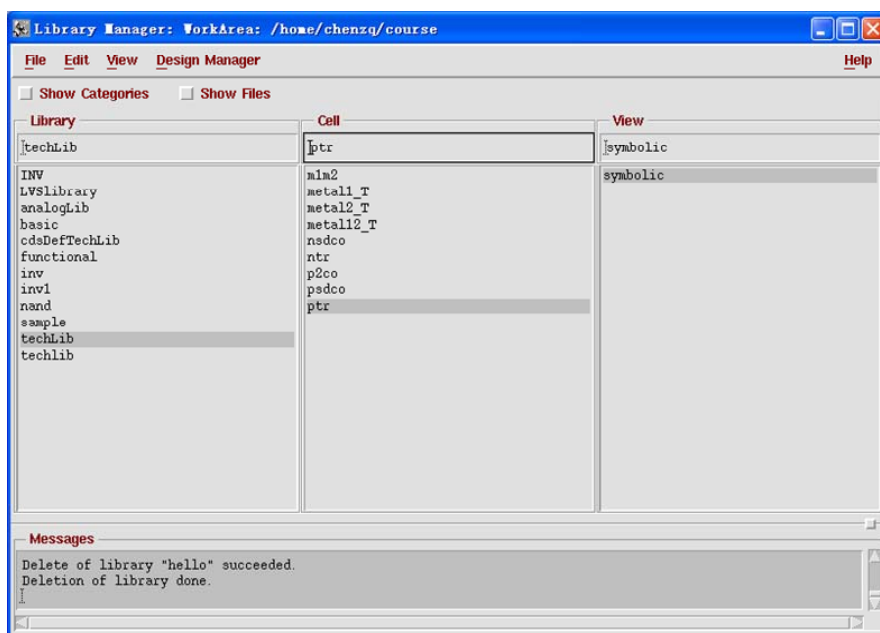 Library Manager: WorkArea: /home/chenzq/course
File Edit View Design Manager Help
Show Categories Show Files
Library
techLib
INV
LVSlibrary
analogLib
basic
cdsDefTechLib
functional
inv
inv1
nand
sample
techLib
techlib
Cell
ptr
m1m2
metal1_T
metal2_T
metal12_T
nsdco
ntr
p2co
psdco
ptr
View
symbolic
symbolic
Messages
Delete of library "hello" succeeded.
Deletion of library done.